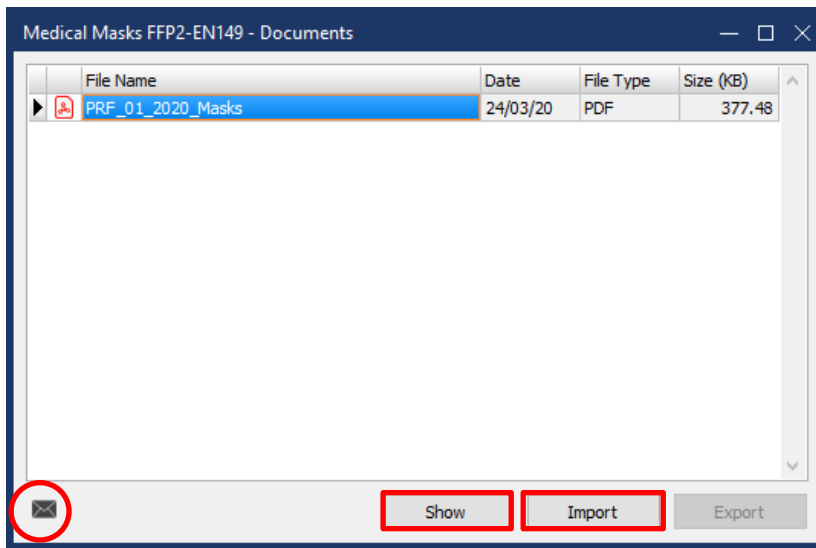 Medical Masks FFP2-EN149 - Documents
File Name Date File Type Size (KB)
PRF_01_2020_Masks 24/03/20 PDF 377.48
Show Import Export